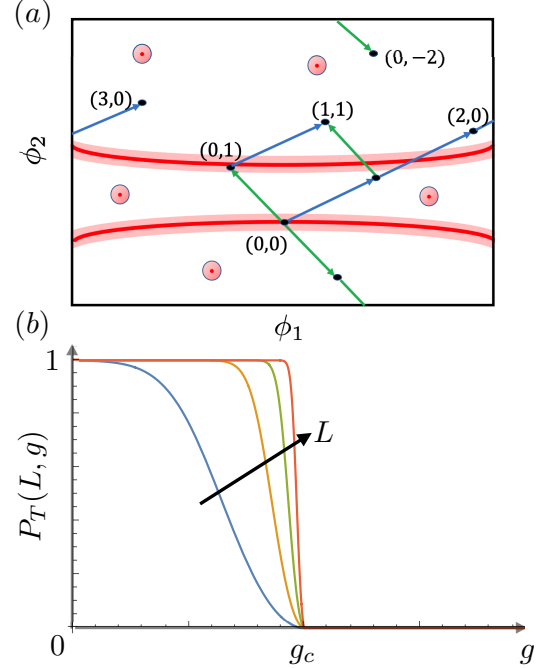 (a)
(0, −2)
(3,0)
(1,1)
(2,0)
(0,1)
ϕ₂
(0,0)
ϕ₁
(b)
1
L
P_T(L, g)
0
g_c
g